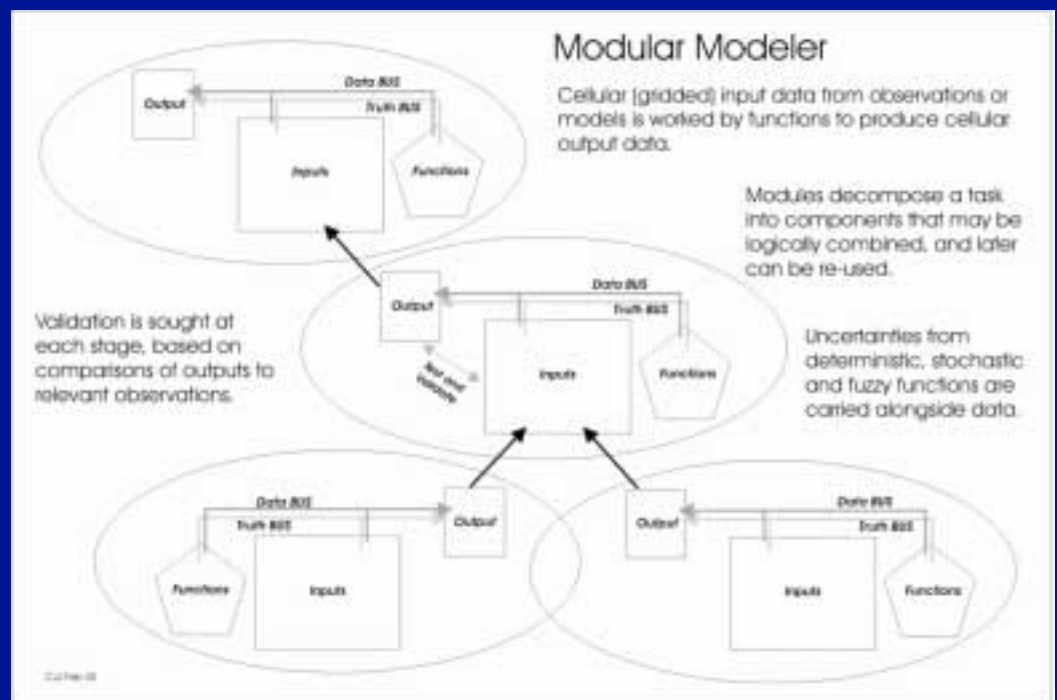 Modular Modeler
Cellular (gridded) input data from observations or
models is worked by functions to produce cellular
output data.
Data BUS
Output
Truth BUS
Inputs
Functions
Modules decompose a task
into components that may be
logically combined, and later
can be re-used.
Data BUS
Output
Truth BUS
Test and
Validate
Inputs
Functions
Validation is sought at
each stage, based on
comparisons of outputs to
relevant observations.
Uncertainties from
deterministic, stochastic
and fuzzy functions are
carried alongside data.
Data BUS
Truth BUS
Output
Functions
Inputs
Data BUS
Output
Truth BUS
Inputs
Functions